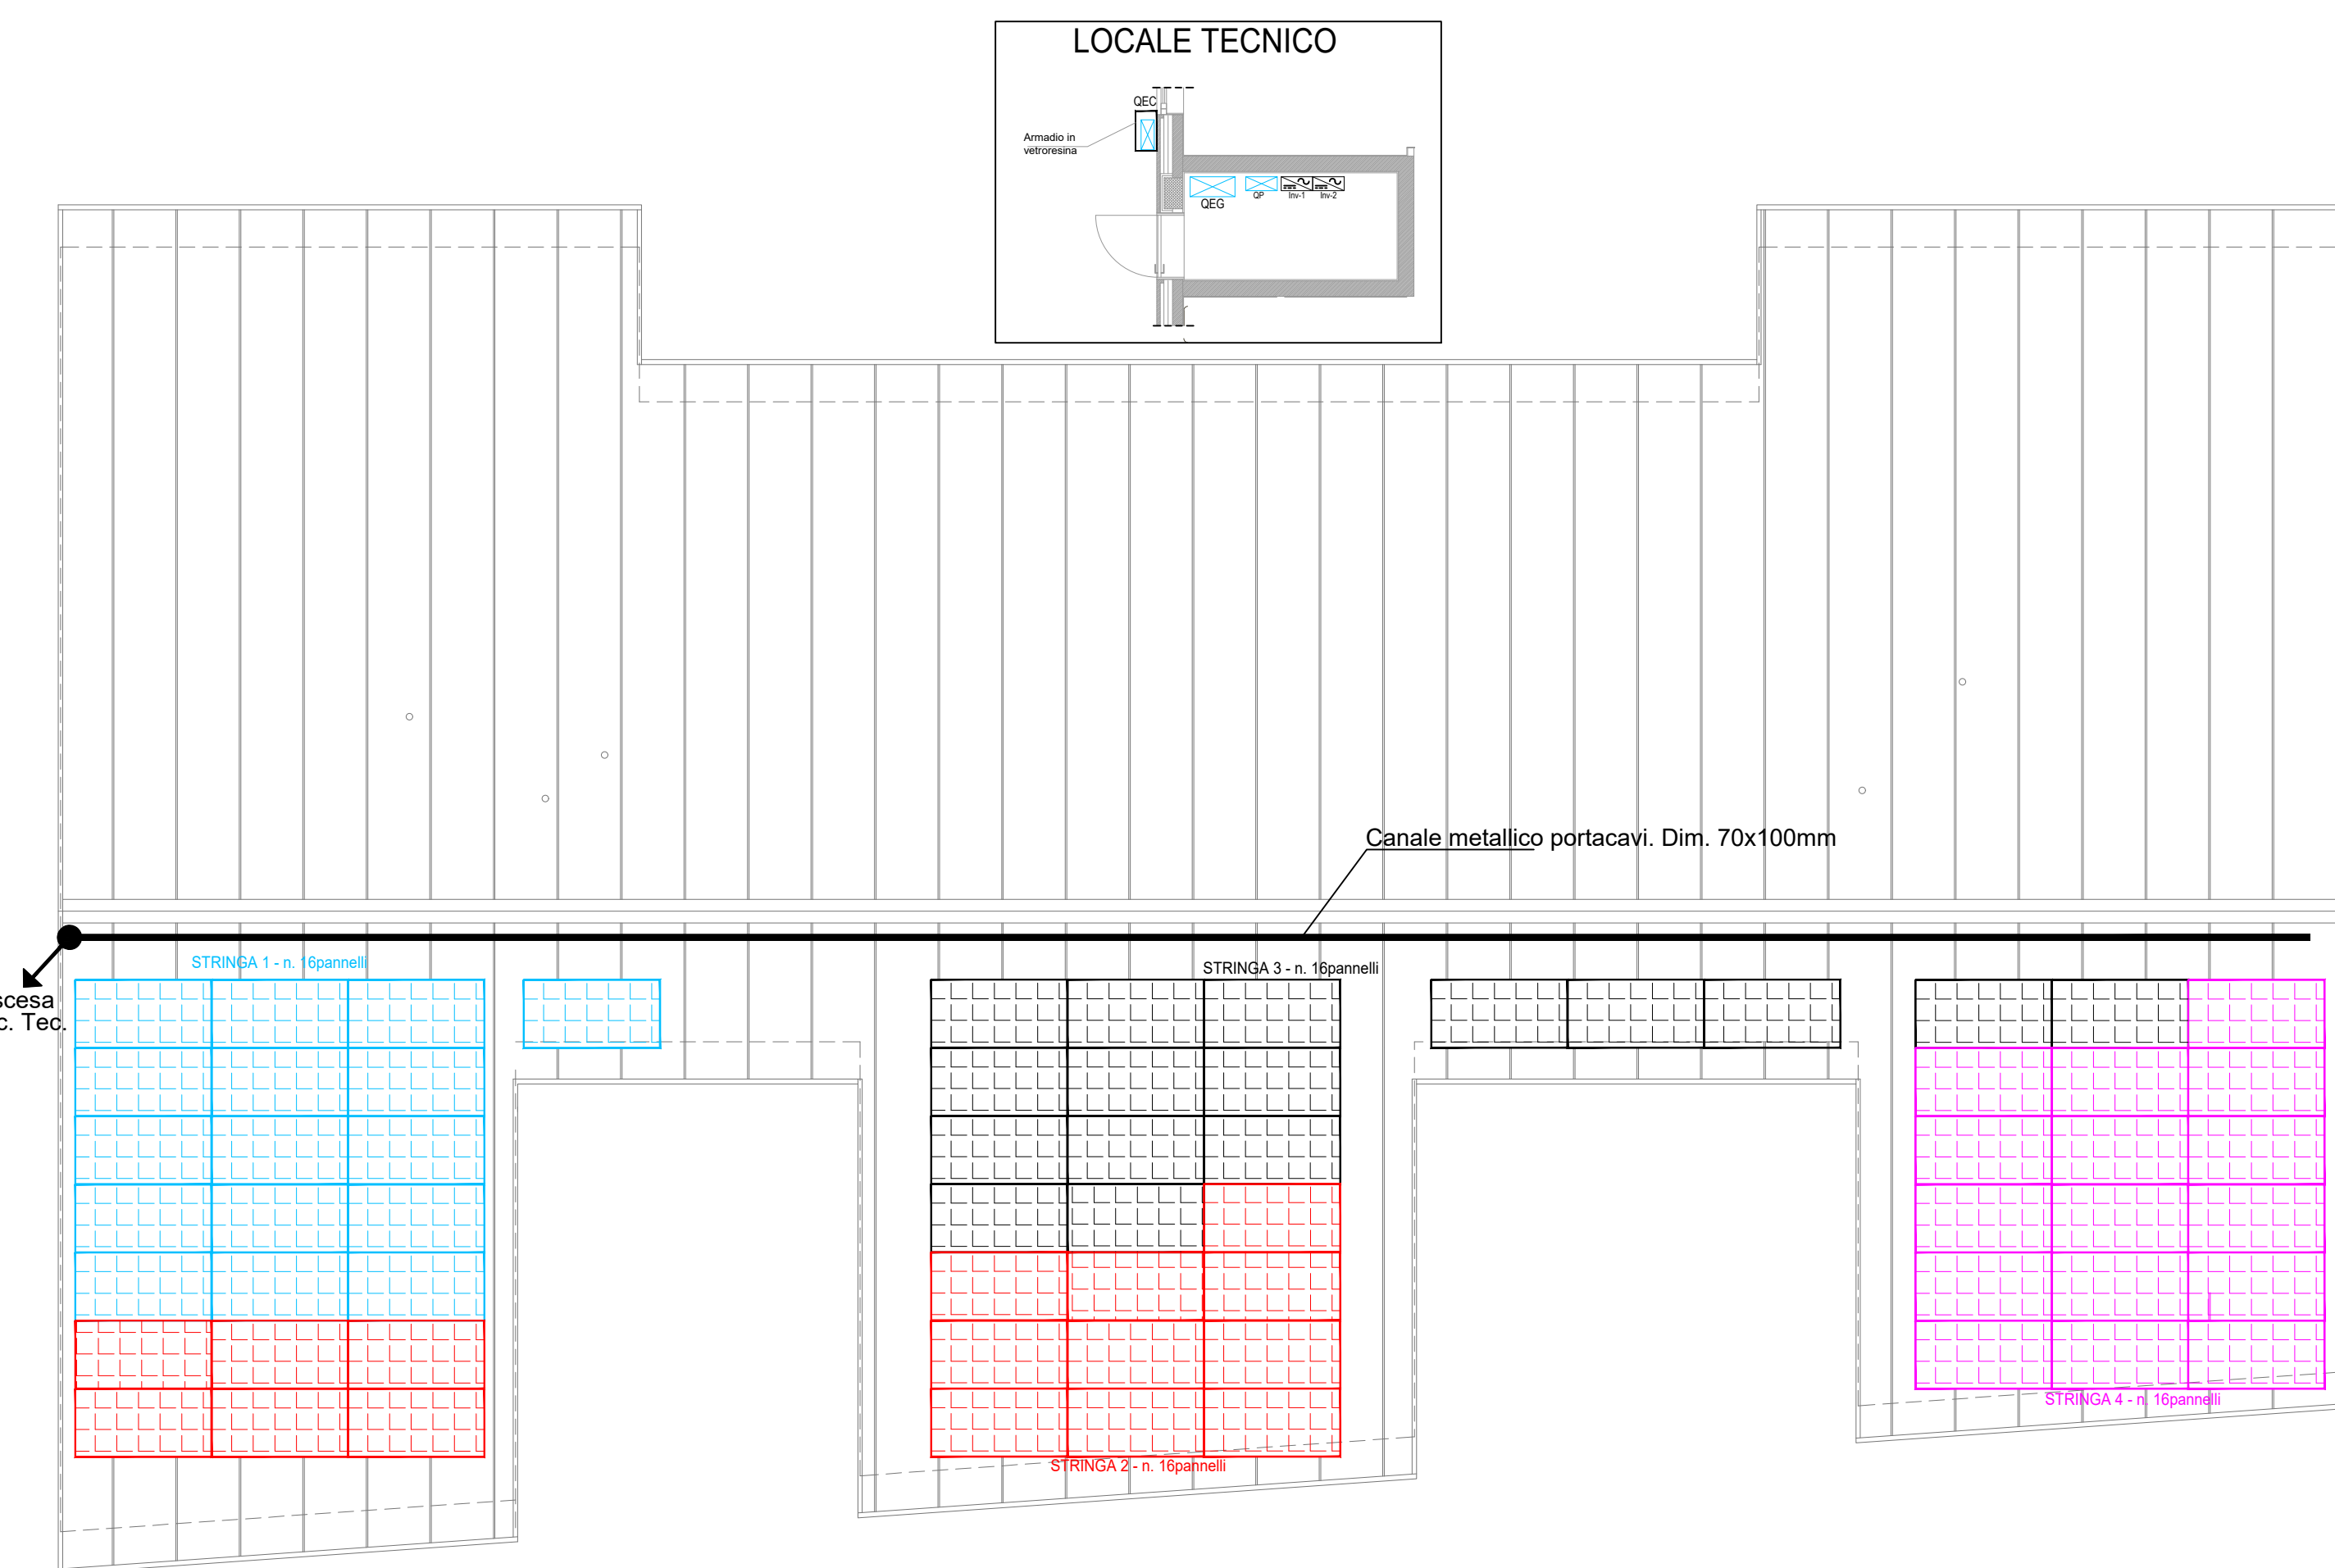 LOCALE TECNICO
QEC
Armadio in
vetroresina
QEG
QP
Inv-1
Inv-2
Canale metallico portacavi. Dim. 70x100mm
STRINGA 1 - n. 16pannelli
STRINGA 3 - n. 16pannelli
scesa
c. Tec.
STRINGA 4 - n. 16pannelli
STRINGA 2 - n. 16pannelli